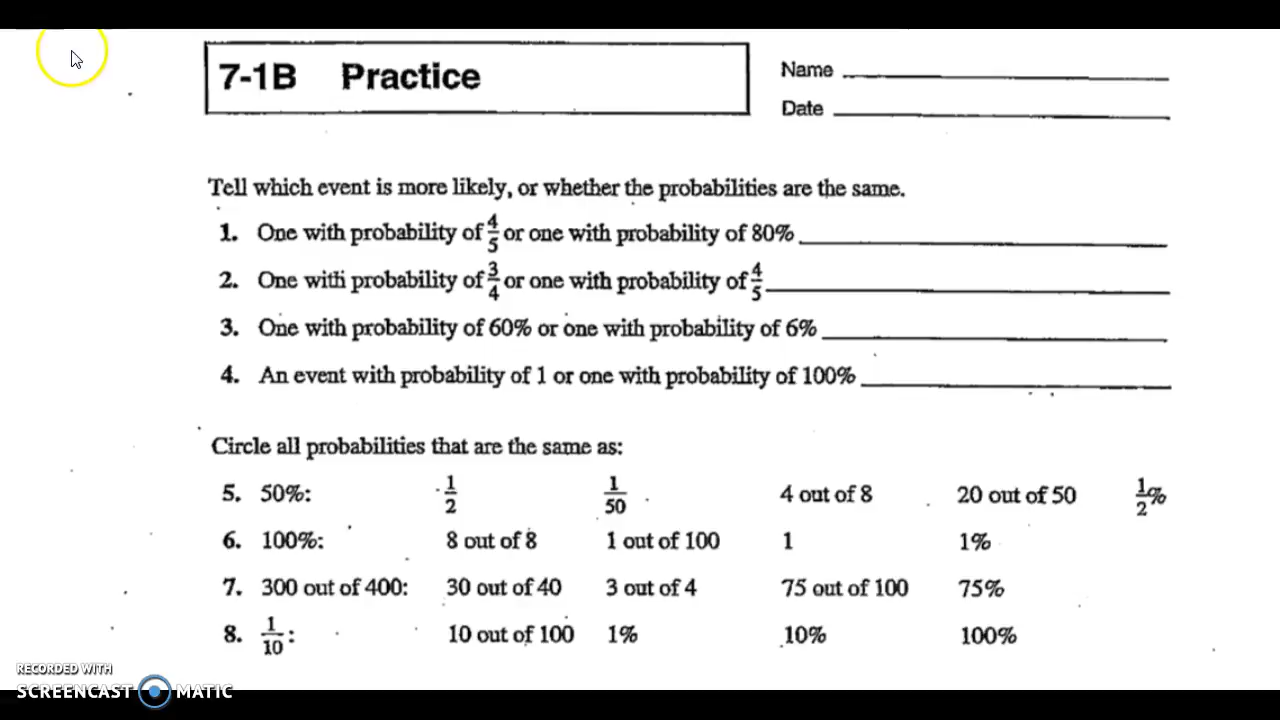 7-1B Practice
Name
Date
Tell which event is more likely, or whether the probabilities are the same.
1. One with probability of 4/5 or one with probability of 80%
2. One with probability of 3/4 or one with probability of 4/5
3. One with probability of 60% or one with probability of 6%
4. An event with probability of 1 or one with probability of 100%
Circle all probabilities that are the same as:
5. 50%: 1/2 1/50 4 out of 8 20 out of 50 1/2%
6. 100%: 8 out of 8 1 out of 100 1 1%
7. 300 out of 400: 30 out of 40 3 out of 4 75 out of 100 75%
8. 1/10: 10 out of 100 1% 10% 100%
RECORDED WITH
SCREENCAST MATIC